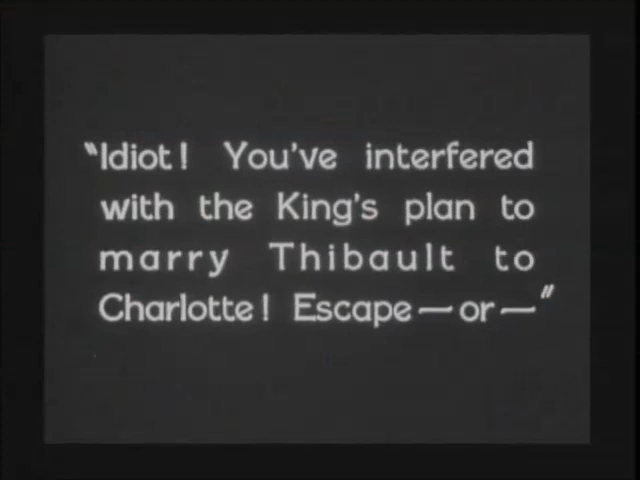 "Idiot! You've interfered
with the King's plan to
marry Thibault to
Charlotte! Escape—or—"